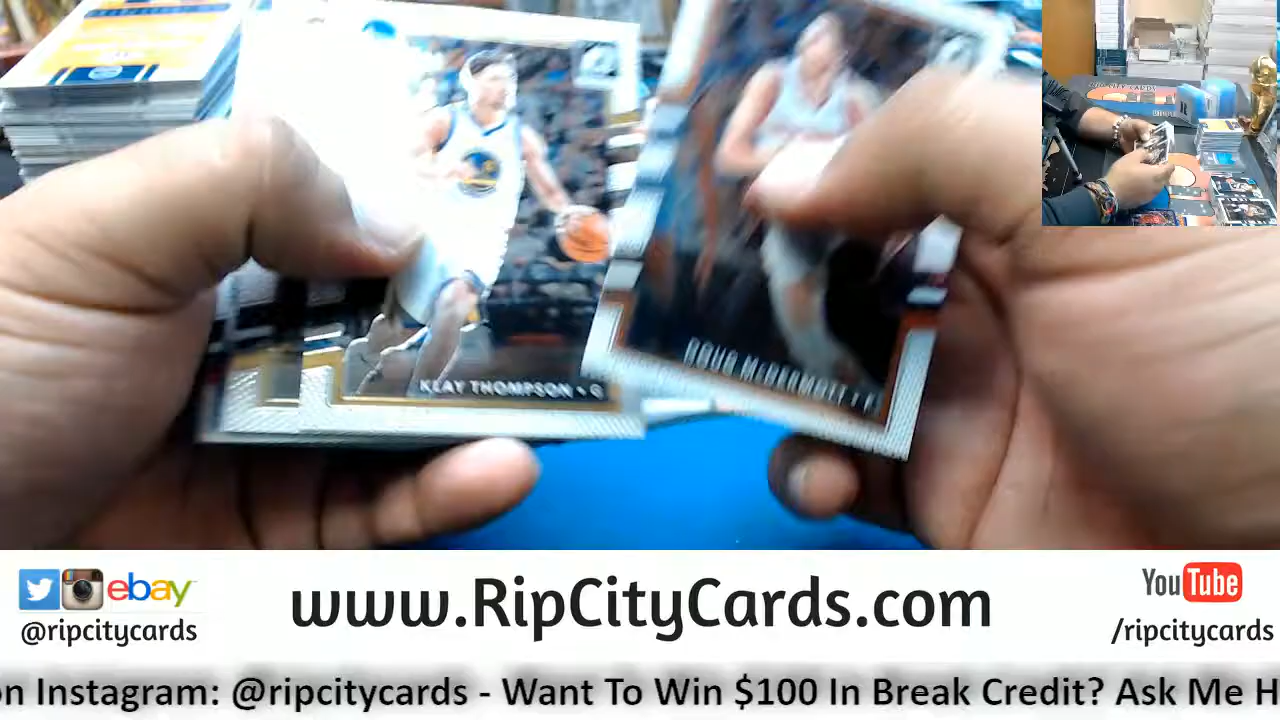 KLAY THOMPSON • G
DOUG McDERMOTT • F
ebay
@ripcitycards
www.RipCityCards.com
YouTube
/ripcitycards
on Instagram: @ripcitycards - Want To Win $100 In Break Credit? Ask Me H